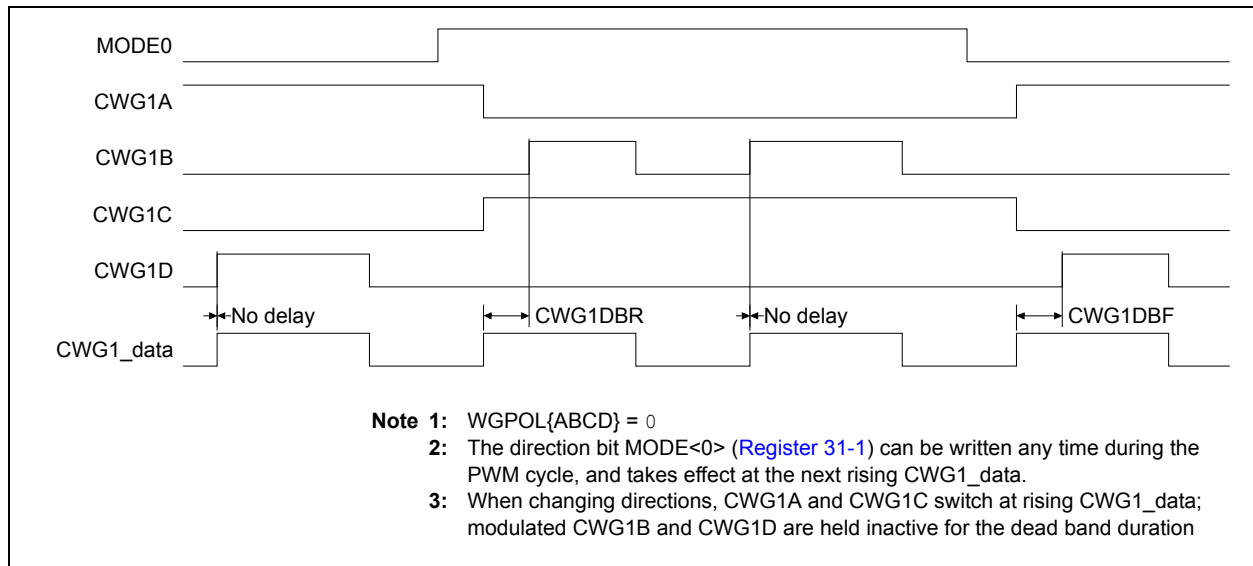 MODE0
CWG1A
CWG1B
CWG1C
CWG1D
No delay CWG1DBR No delay CWG1DBF
CWG1_data
Note 1: WGPOL{ABCD} = 0
2: The direction bit MODE<0> (Register 31-1) can be written any time during the
PWM cycle, and takes effect at the next rising CWG1_data.
3: When changing directions, CWG1A and CWG1C switch at rising CWG1_data;
modulated CWG1B and CWG1D are held inactive for the dead band duration